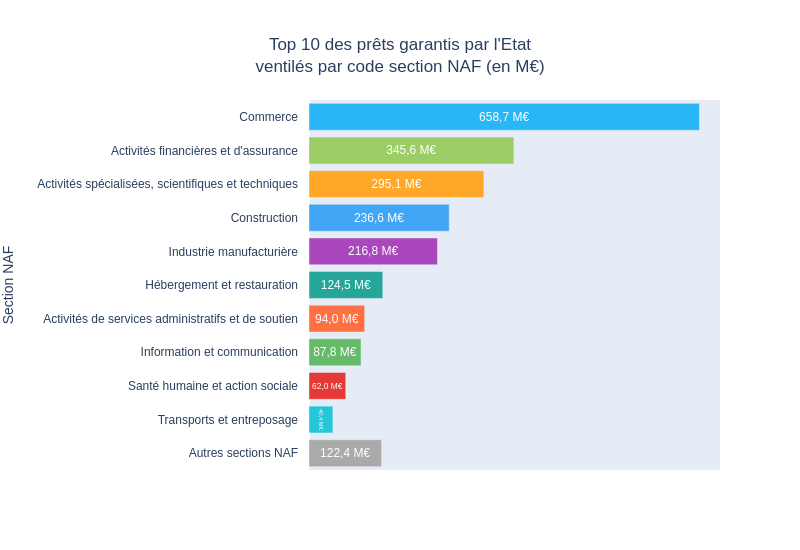 Top 10 des prêts garantis par l'Etat
ventilés par code section NAF (en M€)
Section NAF
Commerce 658,7 M€
Activités financières et d'assurance 345,6 M€
Activités spécialisées, scientifiques et techniques 295,1 M€
Construction 236,6 M€
Industrie manufacturière 216,8 M€
Hébergement et restauration 124,5 M€
Activités de services administratifs et de soutien 94,0 M€
Information et communication 87,8 M€
Santé humaine et action sociale 62,0 M€
Transports et entreposage 40,4 M€
Autres sections NAF 122,4 M€